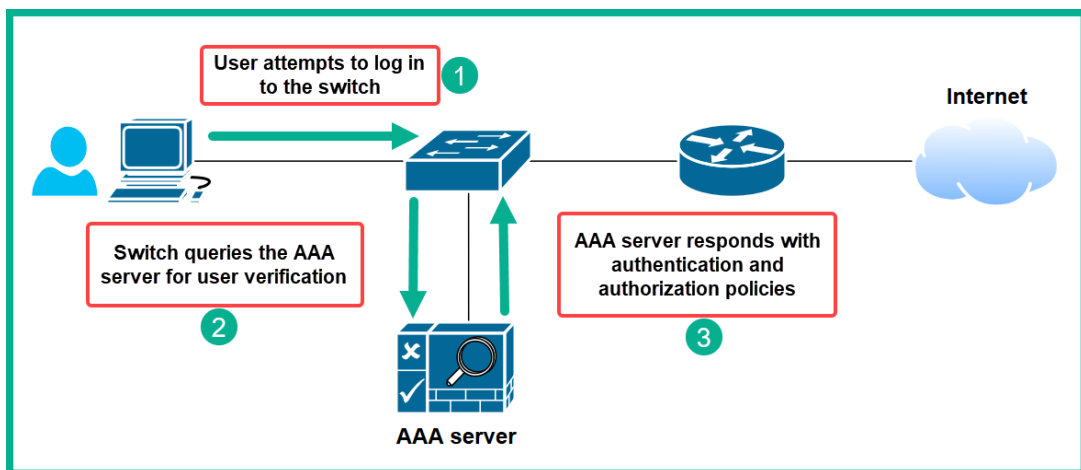 User attempts to log in
to the switch
1
Internet
Switch queries the AAA
server for user verification
2
AAA server responds with
authentication and
authorization policies
3
AAA server